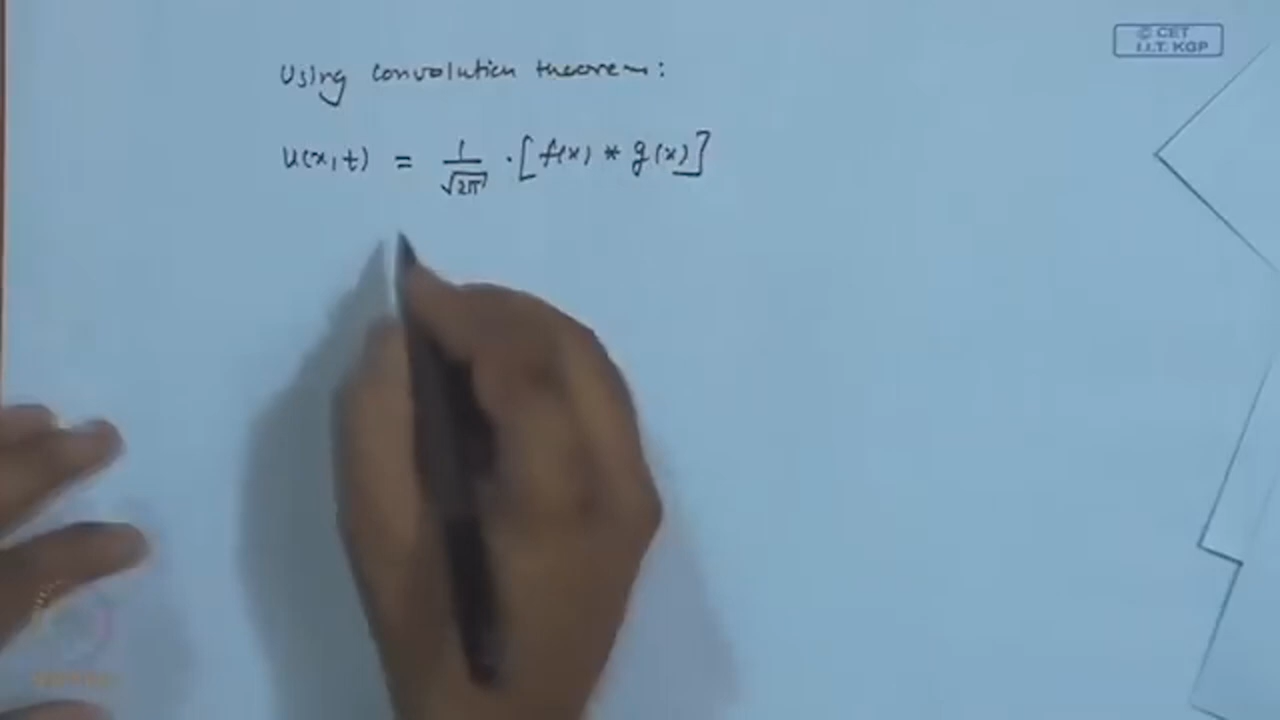 © CET
I.I.T. KGP
Using convolution theorem:
u(x,t) = 1/√2π · [f(x) * g(x)]